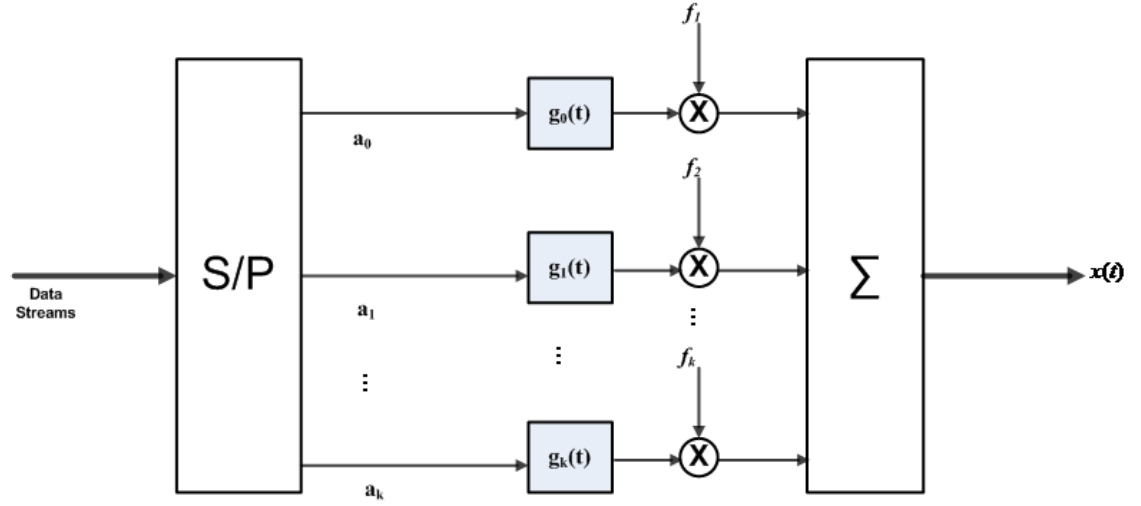 f₁
g₀(t)
X
a₀
f₂
S/P
g₁(t)
X
Σ
x(t)
Data
Streams
a₁
⋮
⋮
⋮
fₖ
gₖ(t)
X
aₖ